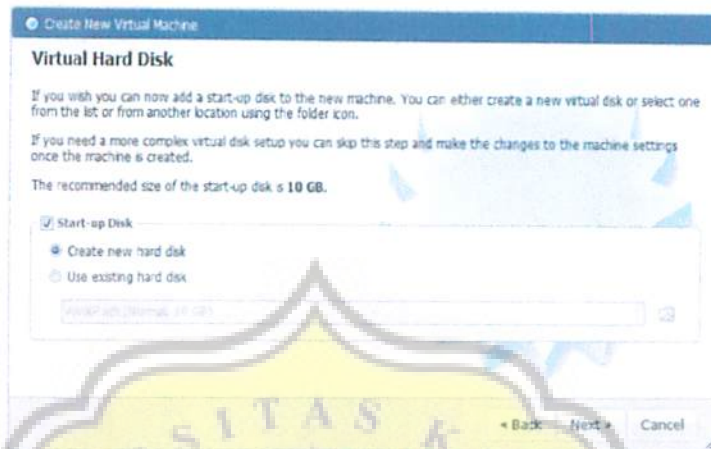 Create New Virtual Machine
Virtual Hard Disk
If you wish you can now add a start-up disk to the new machine. You can either create a new virtual disk or select one
from the list or from another location using the folder icon.
If you need a more complex virtual disk setup you can skip this step and make the changes to the machine settings
once the machine is created.
The recommended size of the start-up disk is 10 GB.
Start-up Disk
Create new hard disk
Use existing hard disk
SITAS K
< Back Next > Cancel